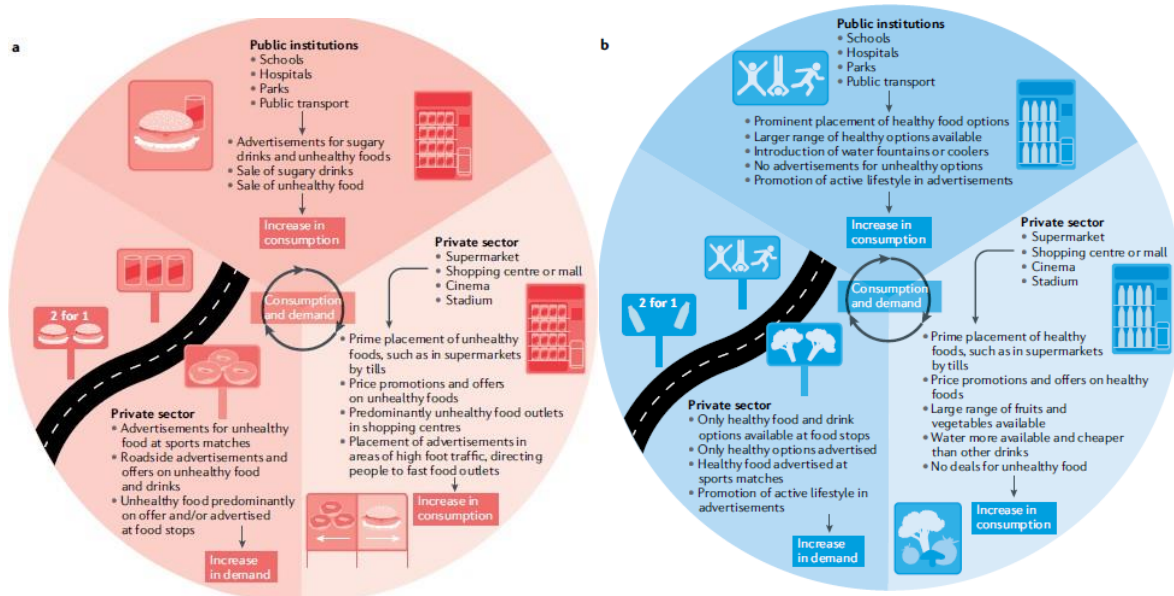 a
Public institutions
• Schools
• Hospitals
• Parks
• Public transport
• Advertisements for sugary
drinks and unhealthy foods
• Sale of sugary drinks
• Sale of unhealthy food
Increase in
consumption
Private sector
• Supermarket
• Shopping centre or mall
• Cinema
• Stadium
• Prime placement of unhealthy
foods, such as in supermarkets
by tills
• Price promotions and offers
on unhealthy foods
• Predominantly unhealthy food outlets
in shopping centres
• Placement of advertisements in
areas of high foot traffic, directing
people to fast food outlets
Increase in
consumption
Consumption
and demand
2 for 1
Private sector
• Advertisements for unhealthy
food at sports matches
• Roadside advertisements and
offers on unhealthy food
and drinks
• Unhealthy food predominantly
on offer and/or advertised
at food stops
Increase
in demand
b
Public institutions
• Schools
• Hospitals
• Parks
• Public transport
• Prominent placement of healthy food options
• Larger range of healthy options available
• Introduction of water fountains or coolers
• No advertisements for unhealthy options
• Promotion of active lifestyle in advertisements
Increase in
consumption
Private sector
• Supermarket
• Shopping centre or mall
• Cinema
• Stadium
• Prime placement of healthy
foods, such as in supermarkets
by tills
• Price promotions and offers on healthy
foods
• Large range of fruits and
vegetables available
• Water more available and cheaper
than other drinks
• No deals for unhealthy food
Increase in
consumption
Consumption
and demand
2 for 1
Private sector
• Only healthy food and drink
options available at food stops
• Only healthy options advertised
• Healthy food advertised at
sports matches
• Promotion of active lifestyle in
advertisements
Increase
in demand